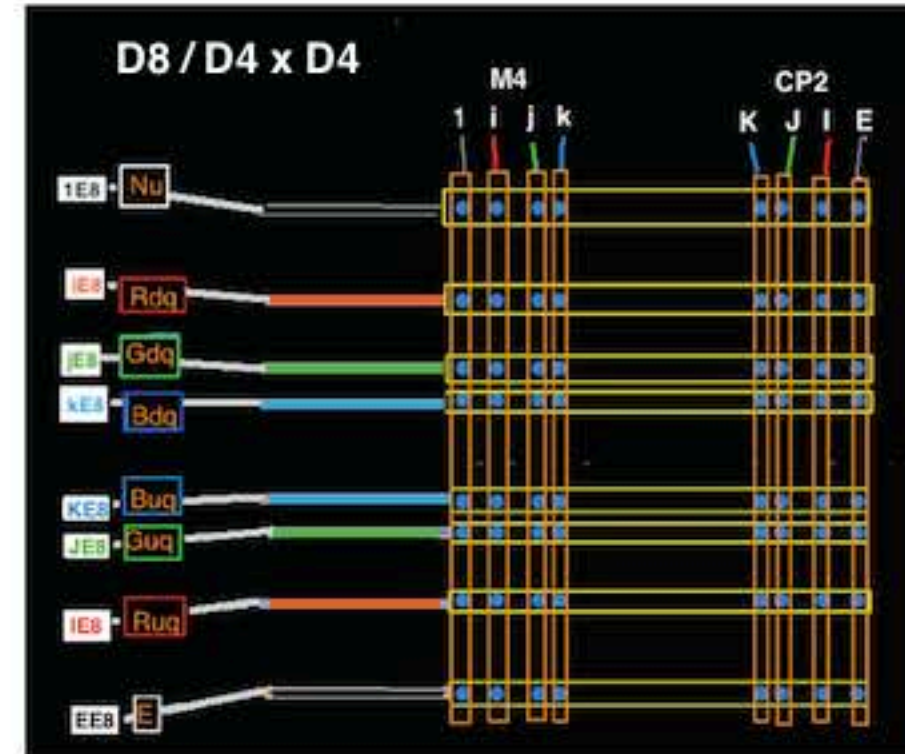 D8 / D4 x D4
M4 CP2
1 i j k K J I E
1E8 Nu
iE8 Rdq
jE8 Gdq
kE8 Bdq
KE8 Buq
JE8 Guq
IE8 Ruq
EE8 E